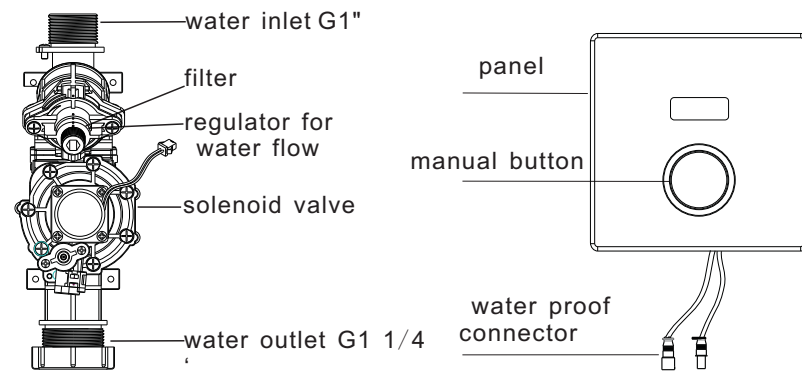 water inlet G1"
filter
regulator for
water flow
solenoid valve
water outlet G1 1/4
‘
panel
manual button
water proof
connector